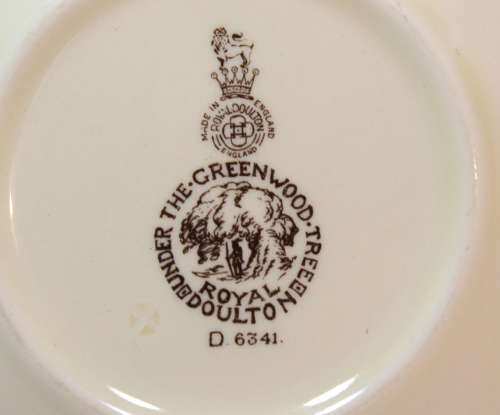 MADE IN ENGLAND
ROYAL DOULTON
ENGLAND
UNDER THE · GREENWOOD · TREE
ROYAL
DOULTON
D. 6341.